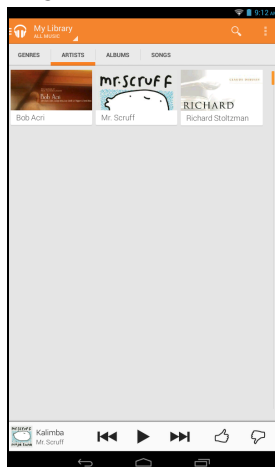 9:12 AM
My Library
ALL MUSIC
GENRES ARTISTS ALBUMS SONGS
Bob Acri
mr.scruff
RICHARD
Bob Acri Mr. Scruff Richard Stoltzman
Kalimba
Mr. Scruff